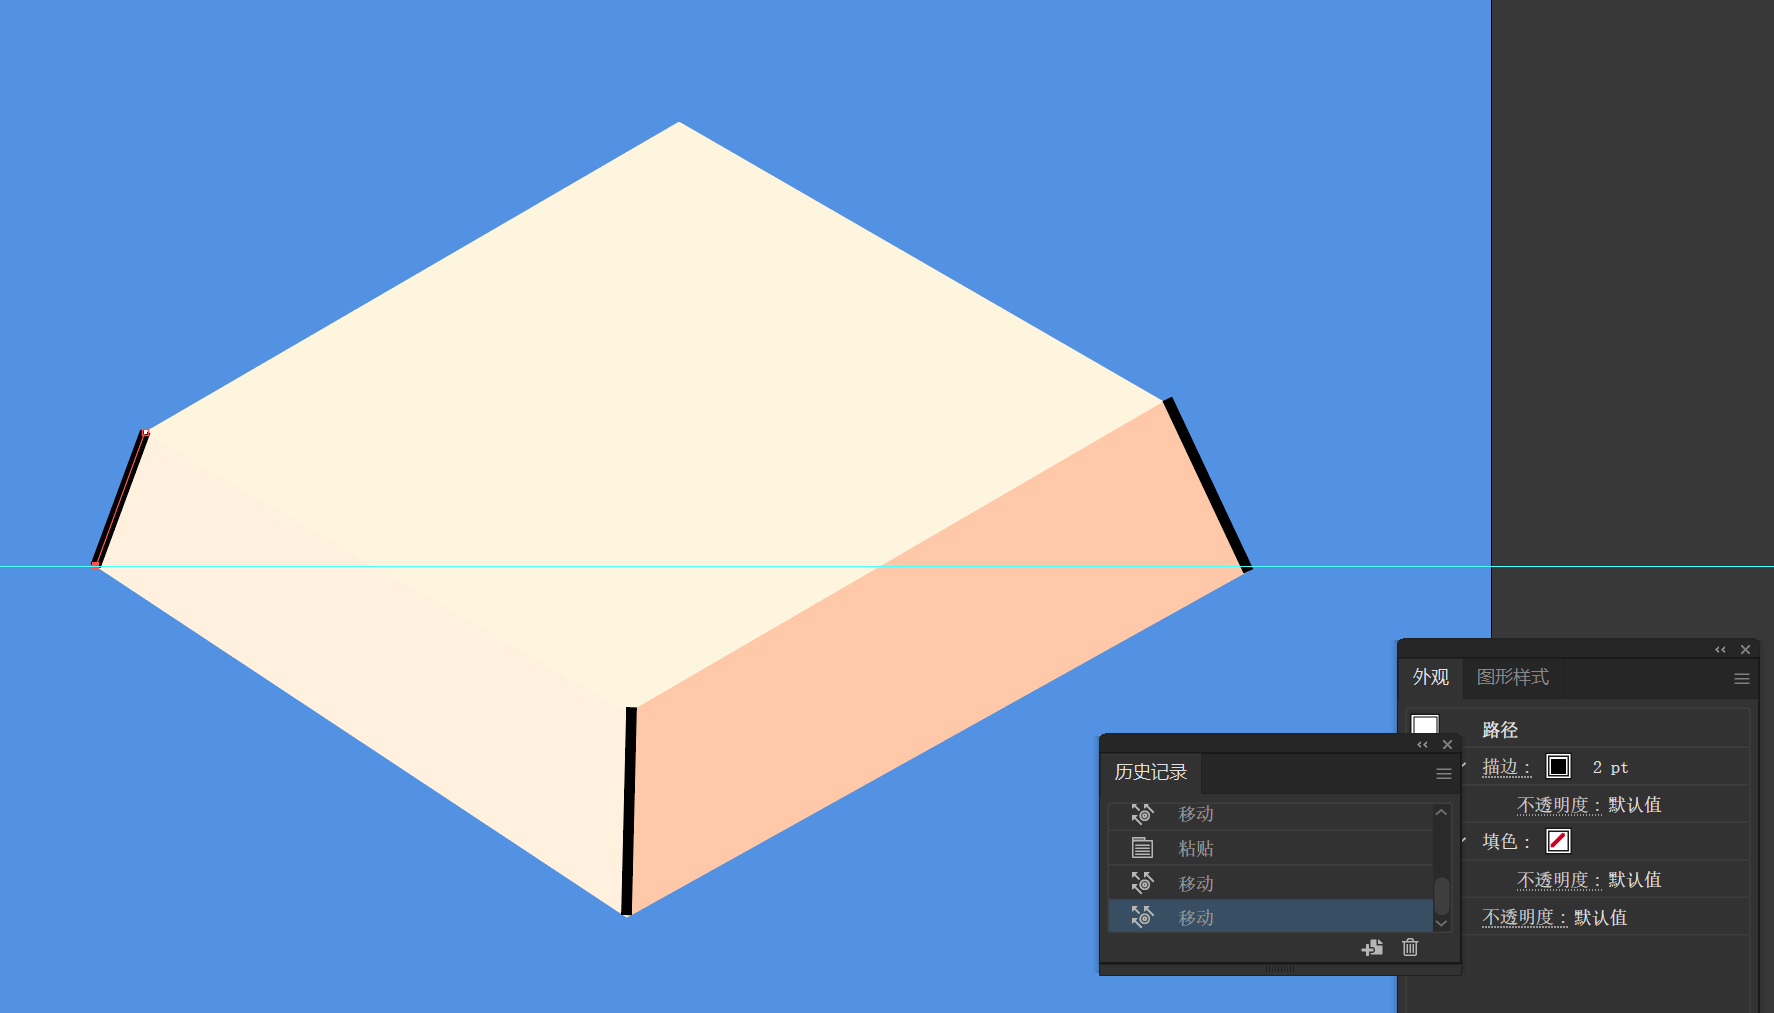 外观 图形样式
路径
描边： 2 pt
不透明度：默认值
填色：
不透明度：默认值
不透明度：默认值
历史记录
移动
粘贴
移动
移动